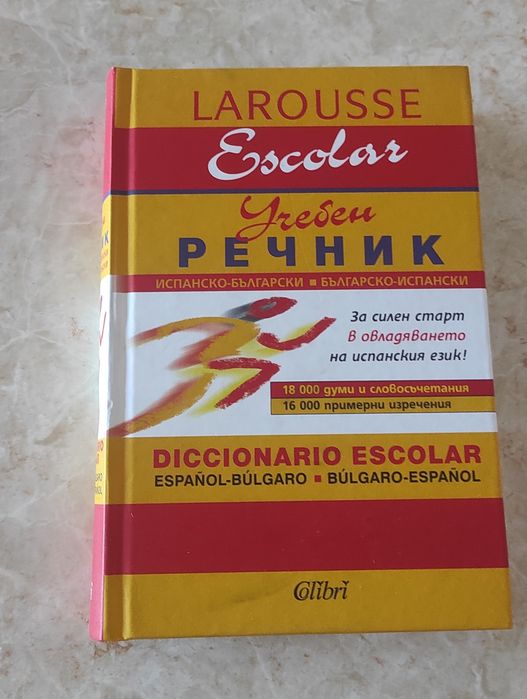 LAROUSSE
Escolar
Учебен
РЕЧНИК
ИСПАНСКО-БЪЛГАРСКИ ■ БЪЛГАРСКО-ИСПАНСКИ
За силен старт
в овладяването
на испанския език!
18 000 думи и словосъчетания
16 000 примерни изречения
DICCIONARIO ESCOLAR
ESPAÑOL-BÚLGARO ■ BÚLGARO-ESPAÑOL
Colibri